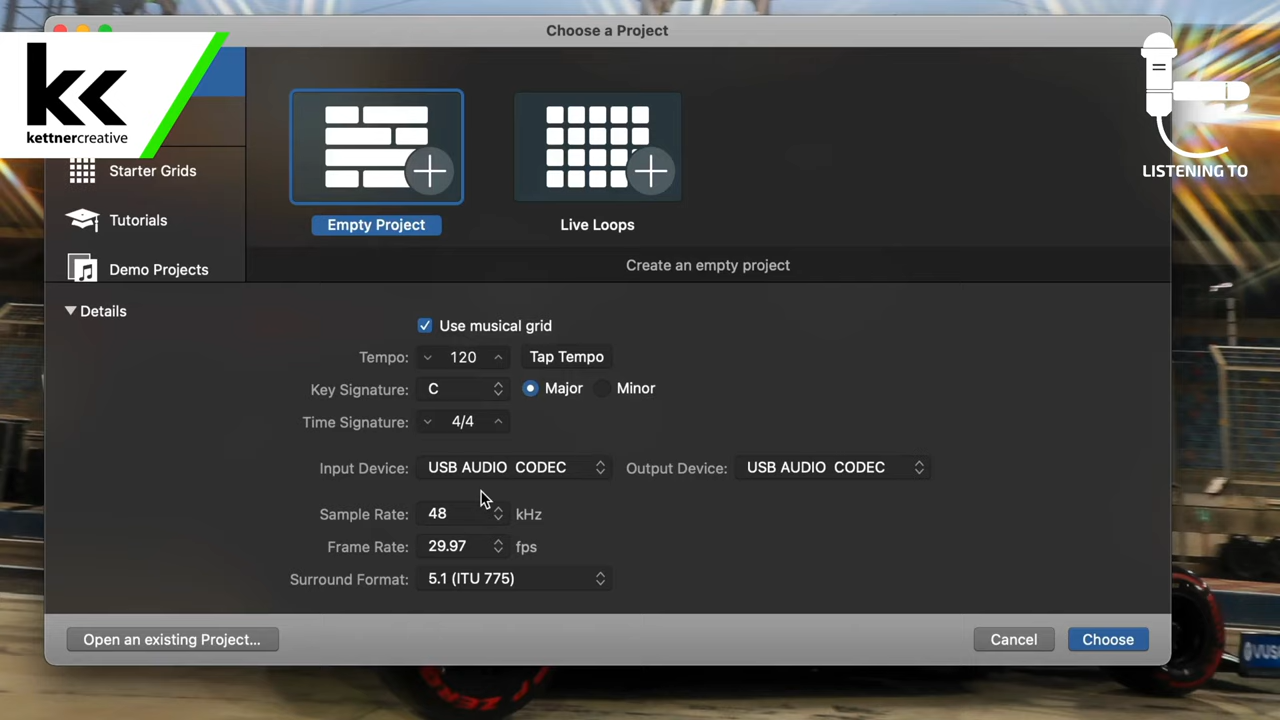 Choose a Project
kk
kettnercreative
LISTENING TO
Starter Grids
Tutorials
Demo Projects
Empty Project
Live Loops
Create an empty project
Details
Use musical grid
Tempo: 120 Tap Tempo
Key Signature: C Major Minor
Time Signature: 4/4
Input Device: USB AUDIO CODEC Output Device: USB AUDIO CODEC
Sample Rate: 48 kHz
Frame Rate: 29.97 fps
Surround Format: 5.1 (ITU 775)
Open an existing Project...
Cancel
Choose